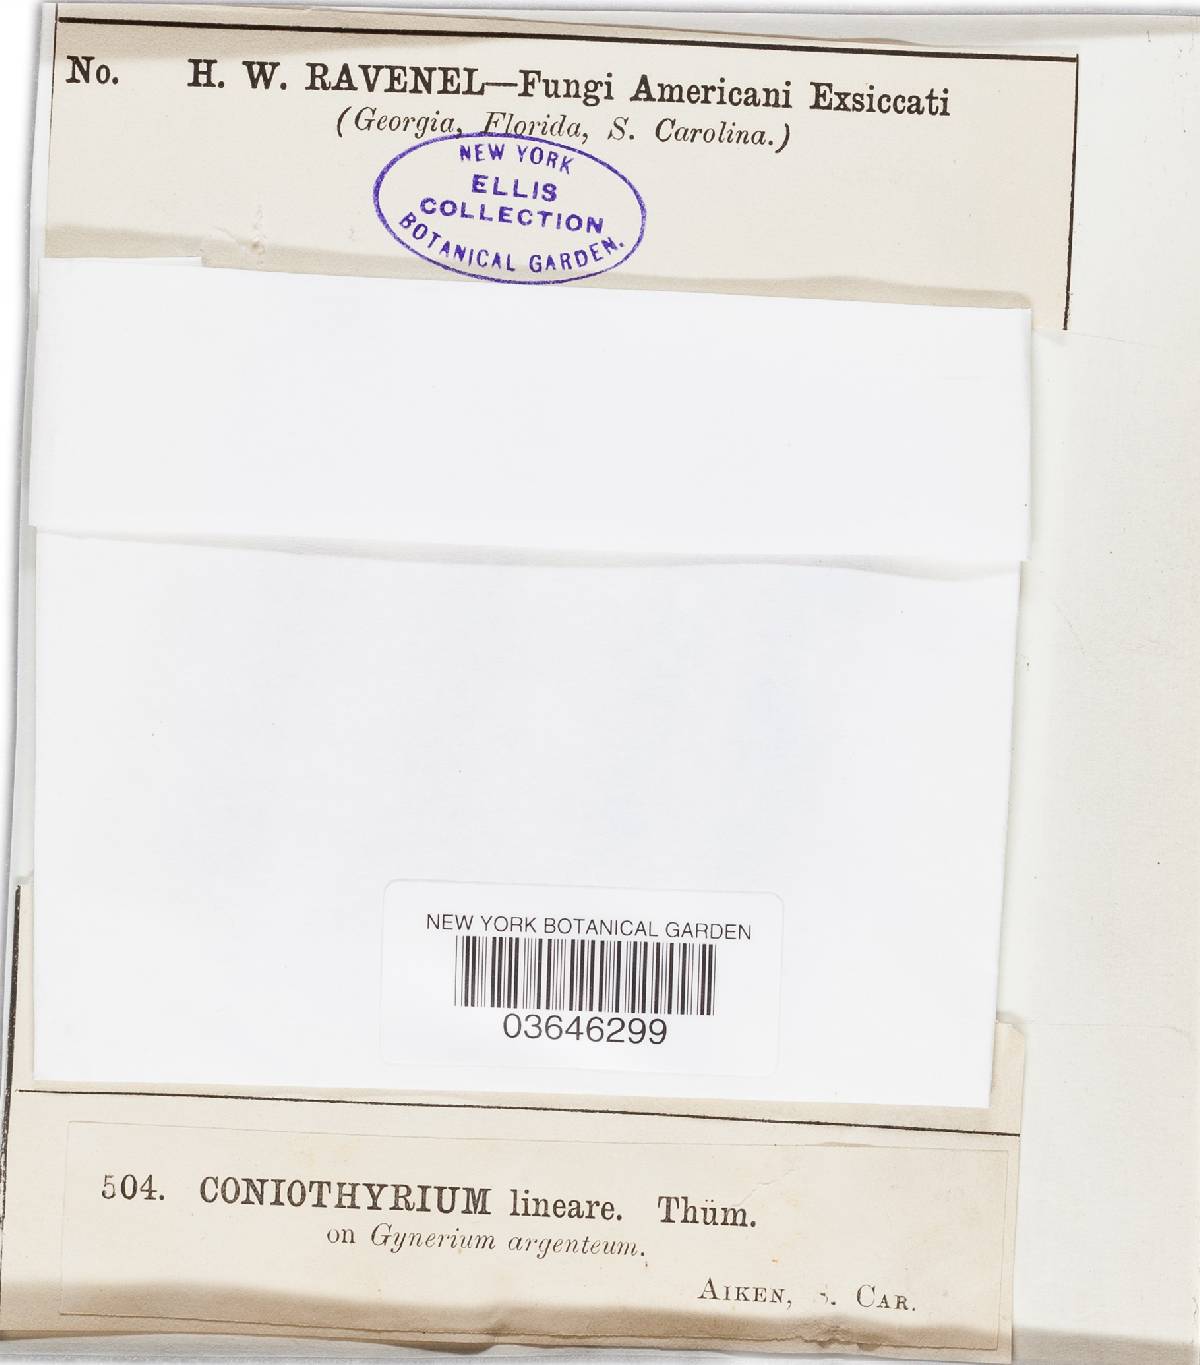 No. H. W. RAVENEL—Fungi Americani Exsiccati
(Georgia, Florida, S. Carolina.)
NEW YORK
ELLIS
COLLECTION
BOTANICAL GARDEN.
NEW YORK BOTANICAL GARDEN
03646299
504. CONIOTHYRIUM lineare. Thüm.
on Gynerium argenteum.
AIKEN, S. CAR.